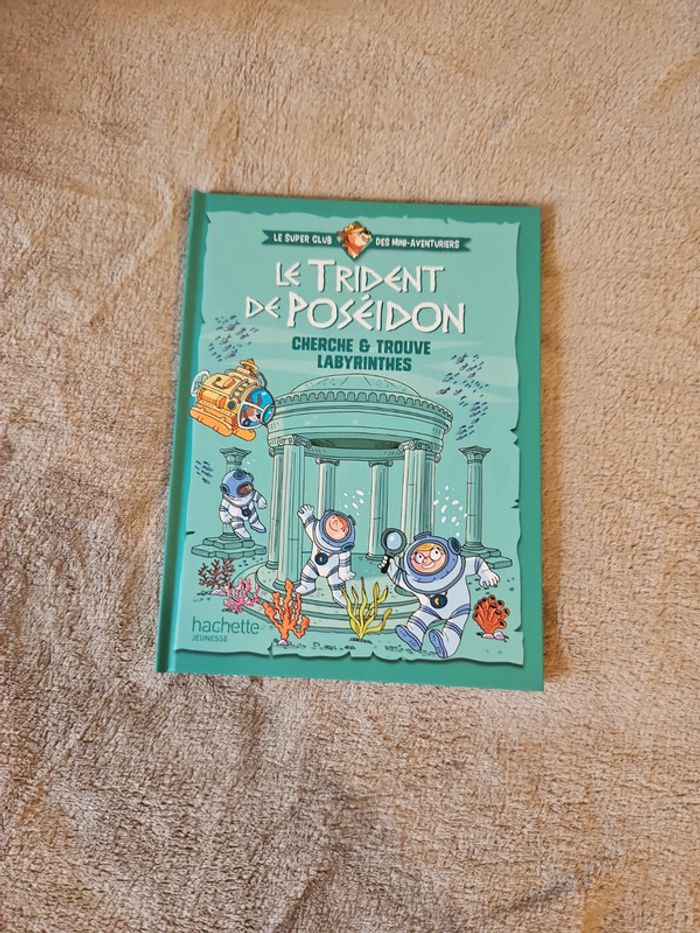 LE SUPER CLUB DES MINI-AVENTURIERS
LE TRIDENT
DE POSÉIDON
CHERCHE & TROUVE
LABYRINTHES
hachette
JEUNESSE